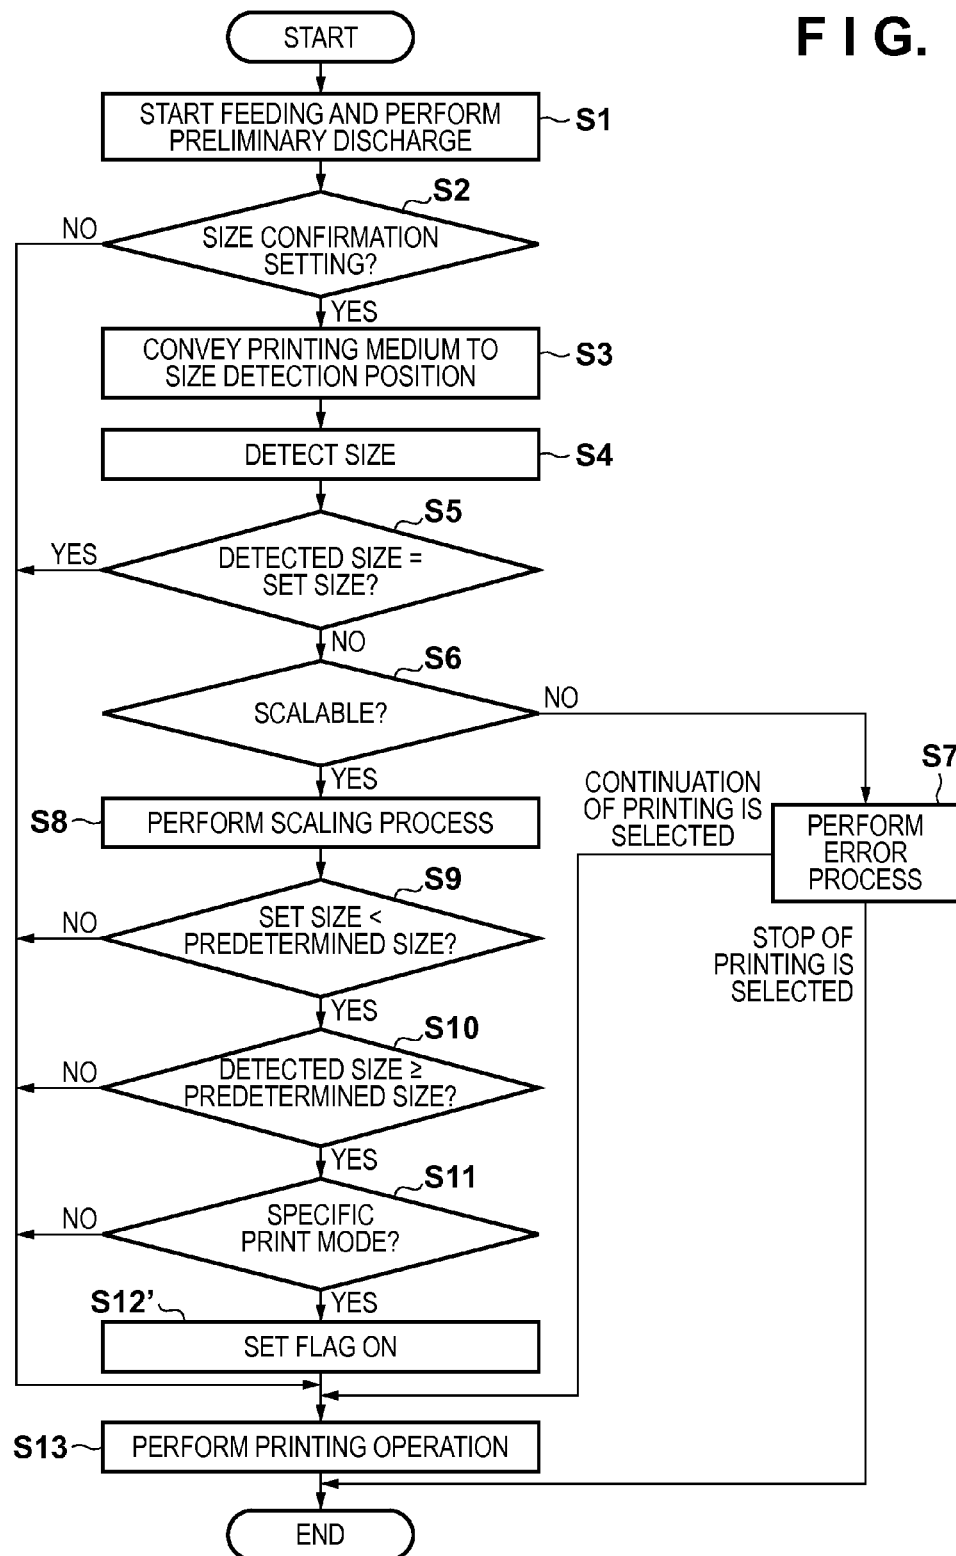 START
F I G.
START FEEDING AND PERFORM
PRELIMINARY DISCHARGE
S1
S2
NO
SIZE CONFIRMATION
SETTING?
YES
CONVEY PRINTING MEDIUM TO
SIZE DETECTION POSITION
S3
DETECT SIZE
S4
S5
YES
DETECTED SIZE =
SET SIZE?
NO
S6
SCALABLE?
NO
YES
S7
CONTINUATION
OF PRINTING IS
SELECTED
PERFORM
ERROR
PROCESS
S8
PERFORM SCALING PROCESS
S9
NO
SET SIZE <
PREDETERMINED SIZE?
STOP OF
PRINTING IS
SELECTED
YES
S10
NO
DETECTED SIZE ≥
PREDETERMINED SIZE?
YES
S11
NO
SPECIFIC
PRINT MODE?
YES
S12’
SET FLAG ON
S13
PERFORM PRINTING OPERATION
END